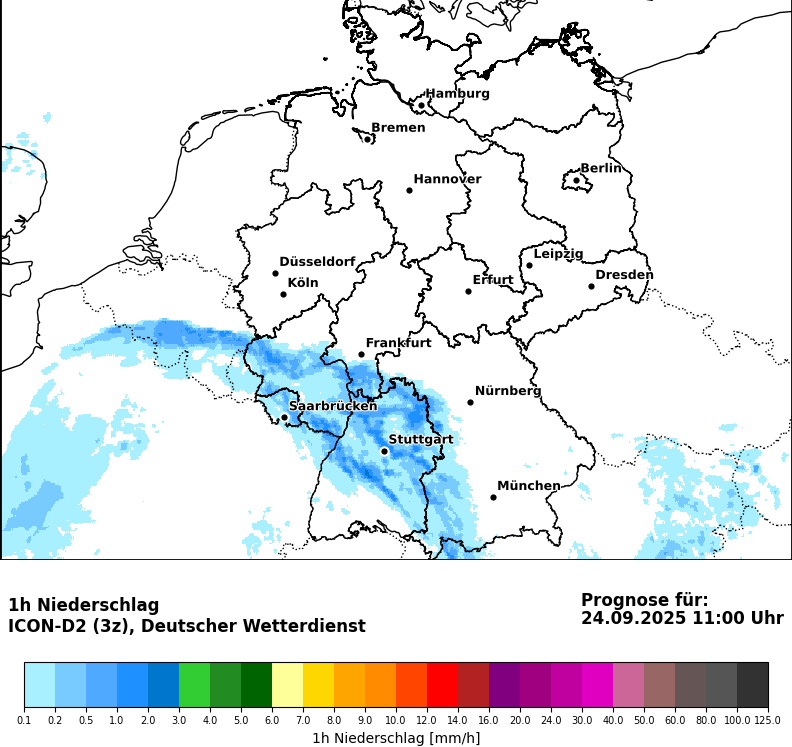 Hamburg
Bremen
Berlin
Hannover
Leipzig
Düsseldorf
Dresden
Köln
Erfurt
Frankfurt
Nürnberg
Saarbrücken
Stuttgart
München
1h Niederschlag
ICON-D2 (3z), Deutscher Wetterdienst
Prognose für:
24.09.2025 11:00 Uhr
0.1 0.2 0.5 1.0 2.0 3.0 4.0 5.0 6.0 7.0 9.0 10.0 12.0 14.0 16.0 20.0 24.0 30.0 40.0 50.0 60.0 80.0 100.0 125.0
1h Niederschlag [mm/h]